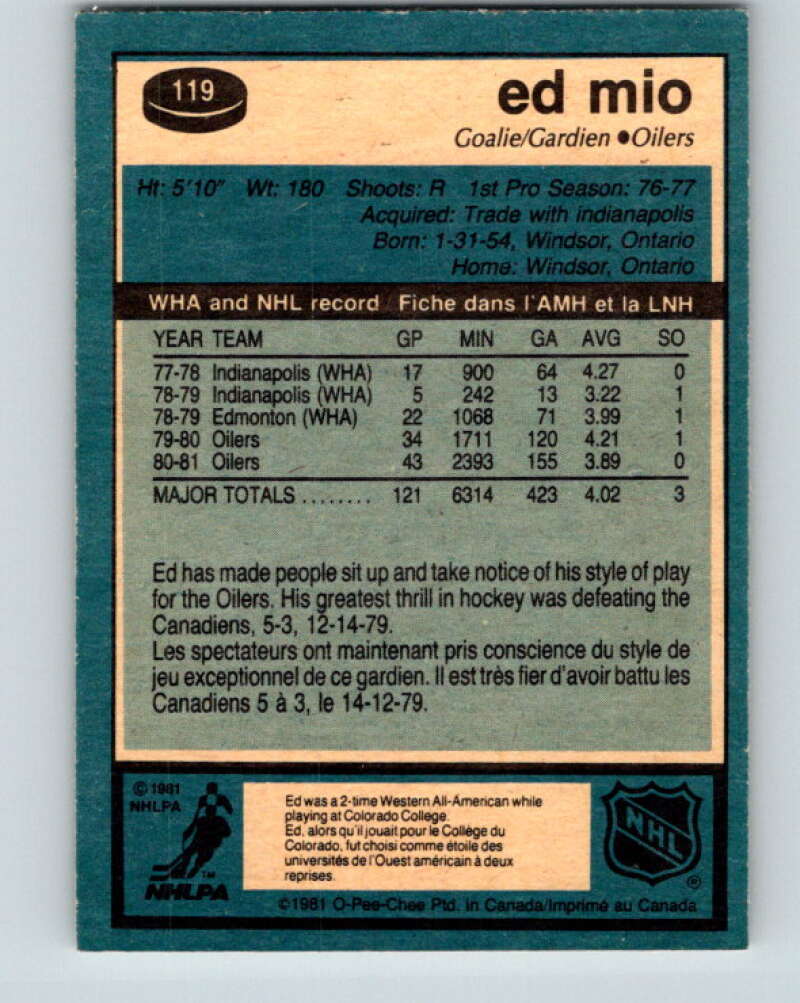 119
ed mio
Goalie/Gardien ●Oilers
Ht: 5'10" Wt: 180 Shoots: R 1st Pro Season: 76-77
Acquired: Trade with indianapolis
Born: 1-31-54, Windsor, Ontario
Home: Windsor, Ontario
WHA and NHL record Fiche dans l'AMH et la LNH
YEAR TEAM GP MIN GA AVG SO
77-78 Indianapolis (WHA) 17 900 64 4.27 0
78-79 Indianapolis (WHA) 5 242 13 3.22 1
78-79 Edmonton (WHA) 22 1068 71 3.99 1
79-80 Oilers 34 1711 120 4.21 1
80-81 Oilers 43 2393 155 3.89 0
MAJOR TOTALS ........ 121 6314 423 4.02 3
Ed has made people sit up and take notice of his style of play
for the Oilers. His greatest thrill in hockey was defeating the
Canadiens, 5-3, 12-14-79.
Les spectateurs ont maintenant pris conscience du style de
jeu exceptionnel de ce gardien. Il est très fier d'avoir battu les
Canadiens 5 à 3, le 14-12-79.
© 1981
NHLPA
TM
NHLPA
Ed was a 2-time Western All-American while
playing at Colorado College.
Ed, alors qu'il jouait pour le Collège du
Colorado, fut choisi comme étoile des
universités de l'Ouest américain à deux
reprises.
NHL
®
©1981 O-Pee-Chee Ptd. in Canada/Imprimé au Canada